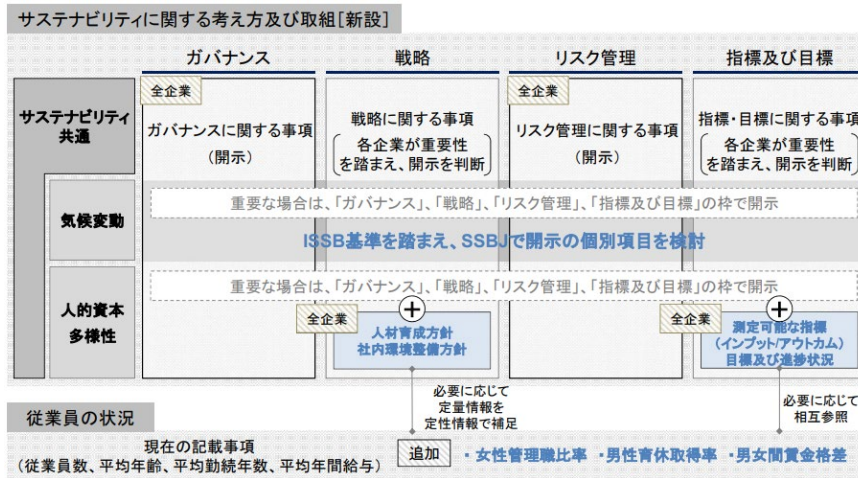 サステナビリティに関する考え方及び取組[新設]
ガバナンス
戦略
リスク管理
指標及び目標
サステナビリティ
共通
全企業
ガバナンスに関する事項
(開示)
戦略に関する事項
各企業が重要性
を踏まえ、開示を判断
全企業
リスク管理に関する事項
(開示)
指標・目標に関する事項
各企業が重要性
を踏まえ、開示を判断
気候変動
重要な場合は、「ガバナンス」、「戦略」、「リスク管理」、「指標及び目標」の枠で開示
ISSB基準を踏まえ、SSBJで開示の個別項目を検討
人的資本
多様性
重要な場合は、「ガバナンス」、「戦略」、「リスク管理」、「指標及び目標」の枠で開示
全企業
+
人材育成方針
社内環境整備方針
全企業
+
測定可能な指標
(インプット/アウトカム)
目標及び進捗状況
必要に応じて
定量情報を
定性情報で補足
必要に応じて
相互参照
従業員の状況
現在の記載事項
(従業員数、平均年齢、平均勤続年数、平均年間給与)
追加
・女性管理職比率 ・男性育休取得率 ・男女間賃金格差